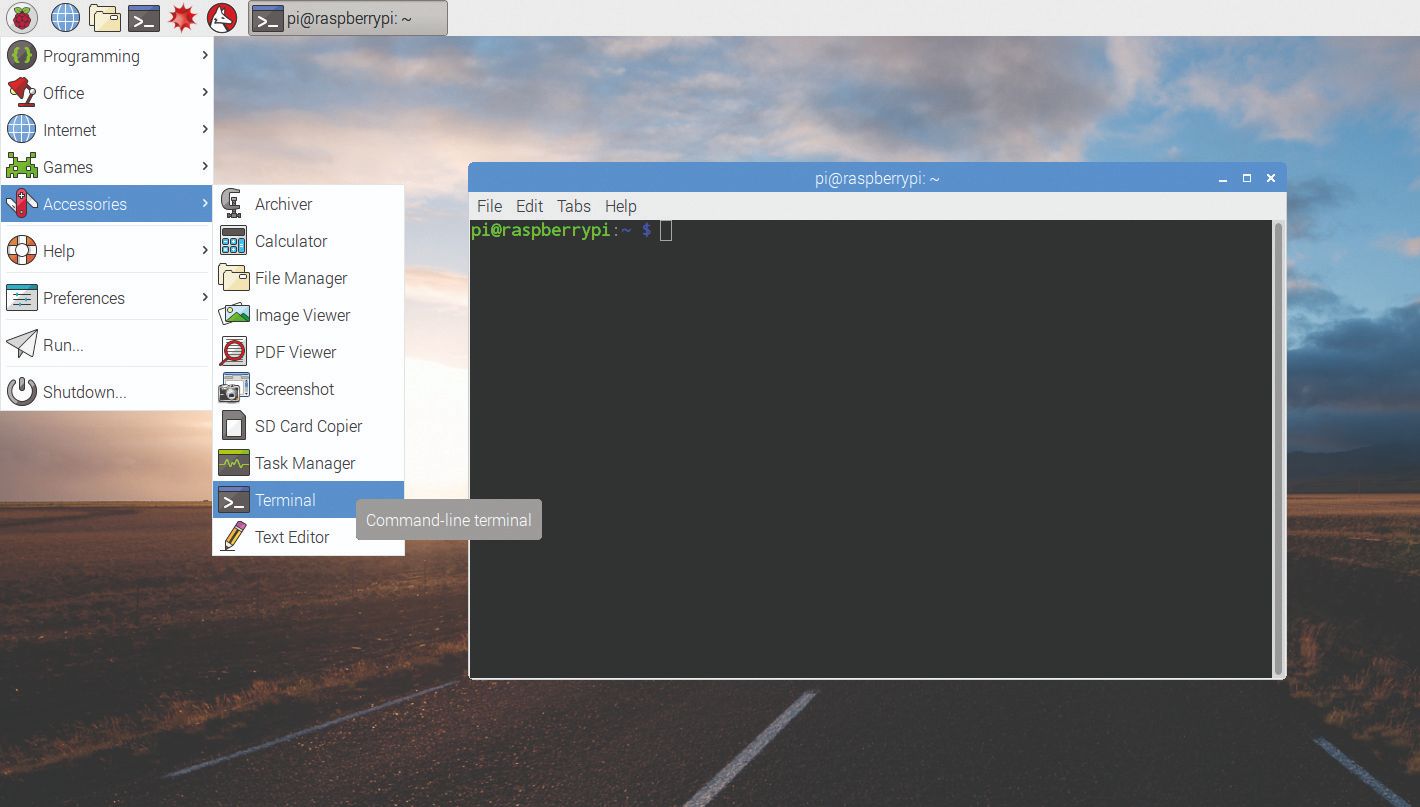 pi@raspberrypi: ~
Programming
Office
Internet
Games
Accessories
Help
Preferences
Run...
Shutdown...
Archiver
Calculator
File Manager
Image Viewer
PDF Viewer
Screenshot
SD Card Copier
Task Manager
Terminal
Text Editor
Command-line terminal
pi@raspberrypi: ~
File Edit Tabs Help
pi@raspberrypi:~ $